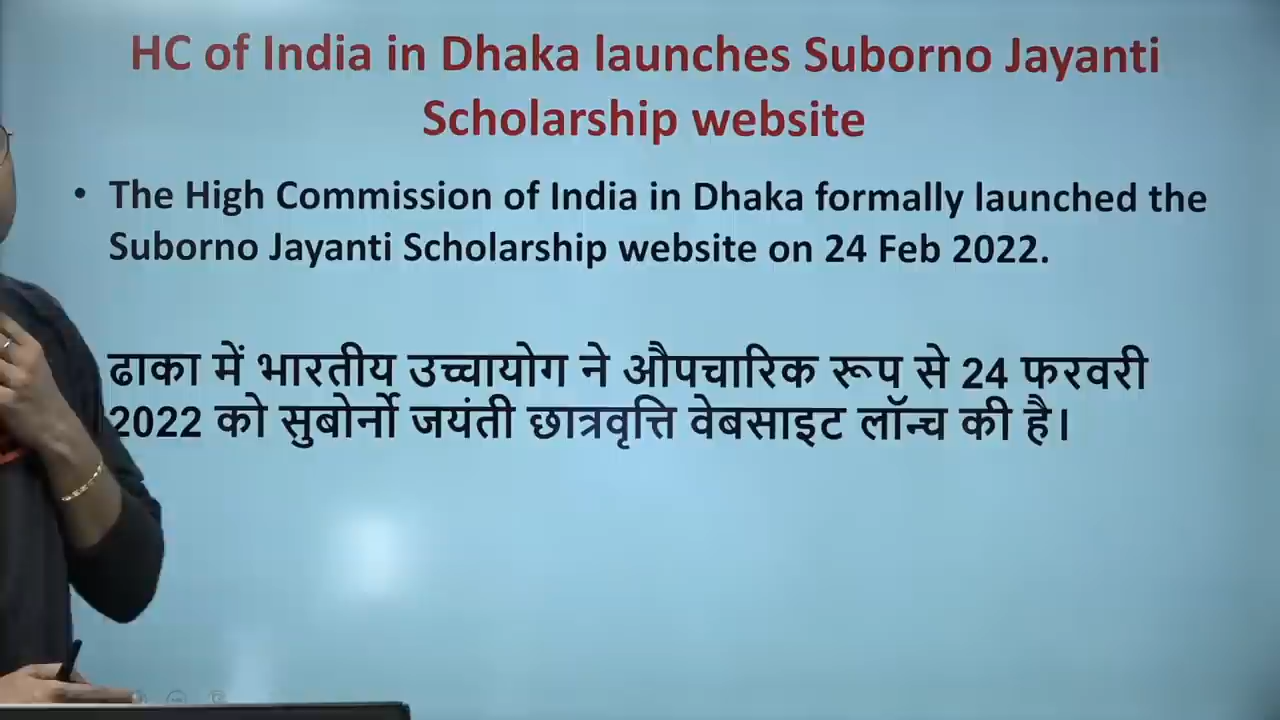 HC of India in Dhaka launches Suborno Jayanti
Scholarship website
• The High Commission of India in Dhaka formally launched the
Suborno Jayanti Scholarship website on 24 Feb 2022.
ढाका में भारतीय उच्चायोग ने औपचारिक रूप से 24 फरवरी
2022 को सुबोर्नो जयंती छात्रवृत्ति वेबसाइट लॉन्च की है।